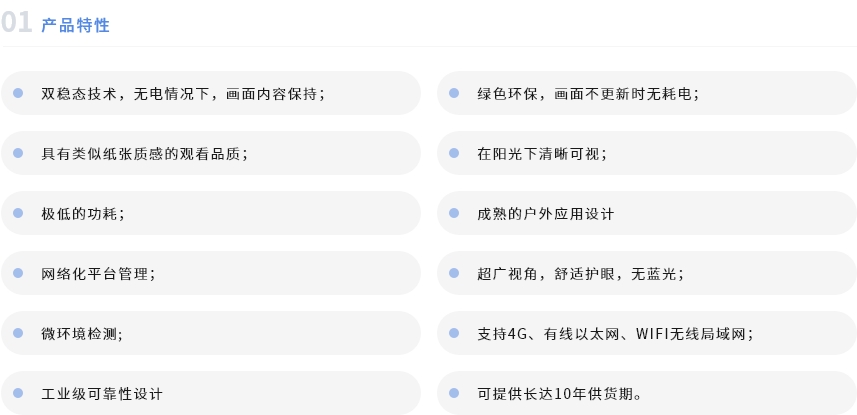 01 产品特性
双稳态技术，无电情况下，画面内容保持；
绿色环保，画面不更新时无耗电；
具有类似纸张质感的观看品质；
在阳光下清晰可视；
极低的功耗；
成熟的户外应用设计
网络化平台管理；
超广视角，舒适护眼，无蓝光；
微环境检测;
支持4G、有线以太网、WIFI无线局域网；
工业级可靠性设计
可提供长达10年供货期。